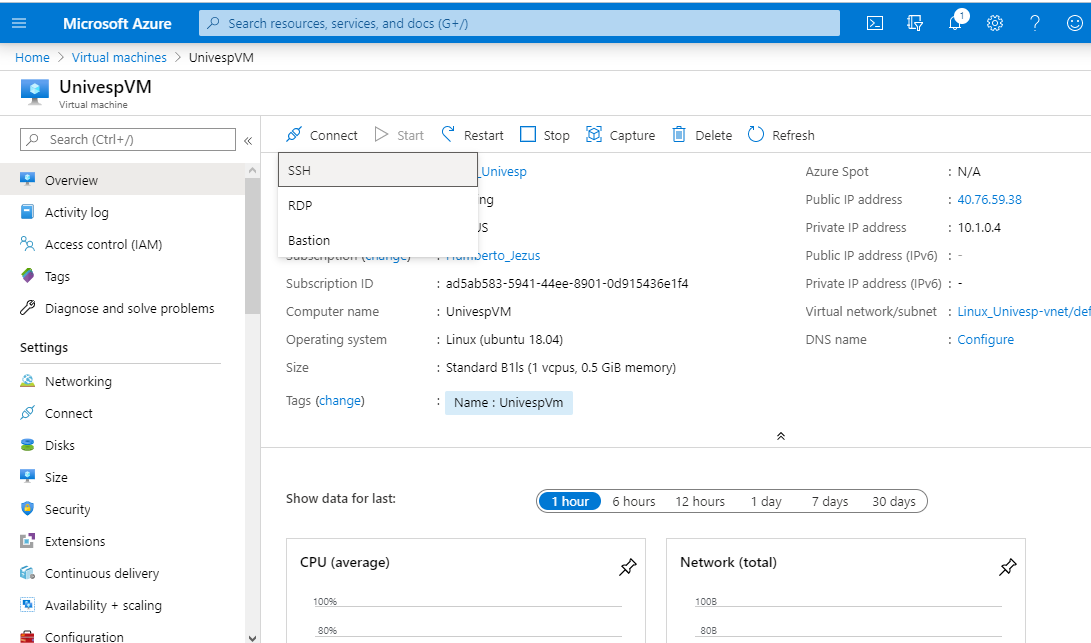 Microsoft Azure
Search resources, services, and docs (G+/)
1
Home > Virtual machines > UnivespVM
UnivespVM
Virtual machine
Search (Ctrl+/)
«
Overview
Activity log
Access control (IAM)
Tags
Diagnose and solve problems
Settings
Networking
Connect
Disks
Size
Security
Extensions
Continuous delivery
Availability + scaling
Configuration
Connect Start Restart Stop Capture Delete Refresh
SSH
RDP
Bastion
_Univesp
ng
US
Subscription (change) : Humberto_Jezus
Subscription ID : ad5ab583-5941-44ee-8901-0d915436e1f4
Computer name : UnivespVM
Operating system : Linux (ubuntu 18.04)
Size : Standard B1ls (1 vcpus, 0.5 GiB memory)
Tags (change) : Name : UnivespVm
Azure Spot : N/A
Public IP address : 40.76.59.38
Private IP address : 10.1.0.4
Public IP address (IPv6) : -
Private IP address (IPv6) : -
Virtual network/subnet : Linux_Univesp-vnet/def
DNS name : Configure
Show data for last:
1 hour 6 hours 12 hours 1 day 7 days 30 days
CPU (average)
100%
80%
Network (total)
100B
80B